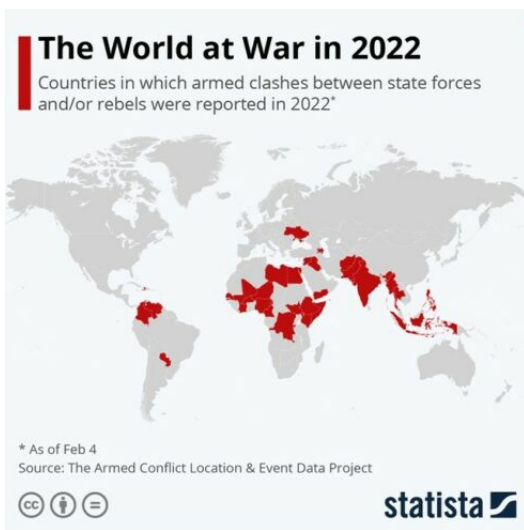 The World at War in 2022
Countries in which armed clashes between state forces
and/or rebels were reported in 2022*
* As of Feb 4
Source: The Armed Conflict Location & Event Data Project
cc
statista